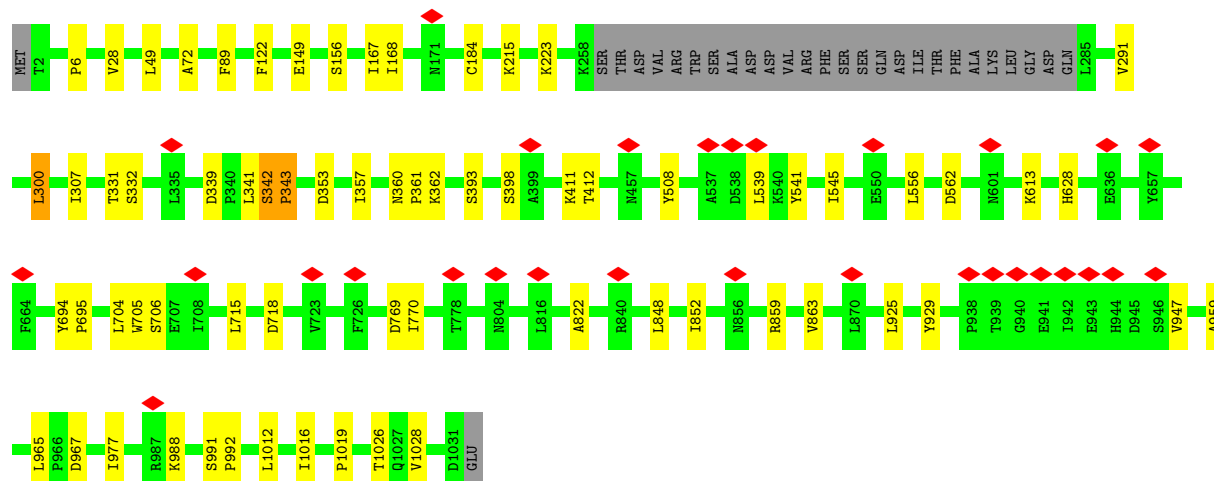 MET T2 P6 V28 L49 A72 F89 F122 E149 S156 I167 I168 N171 C184 K215 K223 K258 SER THR ASP VAL ARG TRP SER ALA ASP ASP VAL ARG PHE SER SER GLN ASP ILE THR PHE ALA LYS LEU GLY ASP GLN L285 V291
L300 I307 T331 S332 L335 D339 P340 L341 S342 P343 D353 I357 N360 P361 K362 S393 S398 A399 K411 T412 N457 Y508 A537 D538 L539 K540 Y541 I545 E550 L556 D562 N601 K613 H628 E636 Y657
F664 Y694 P695 L704 W705 S706 E707 I708 L715 D718 V723 F726 D769 I770 T778 N804 L816 A822 R840 L848 I852 N856 R859 V863 L870 L925 Y929 P938 T939 G940 E941 I942 E943 H944 D945 S946 V947 A959
L965 P966 D967 I977 R987 K988 S991 P992 L1012 I1016 P1019 T1026 Q1027 V1028 D1031 GLU